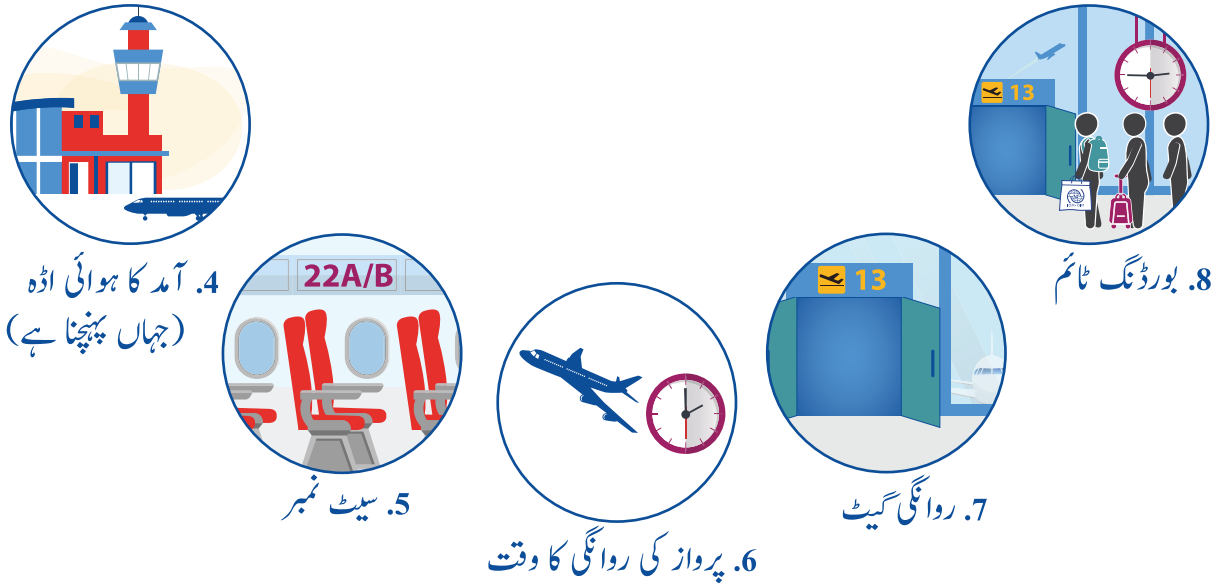 4. آمد کا ہوائی اڈہ
(جہاں پہنچنا ہے)
22A/B
5. سیٹ نمبر
6. پرواز کی روانگی کا وقت
13
7. روانگی گیٹ
13
8. بورڈنگ ٹائم